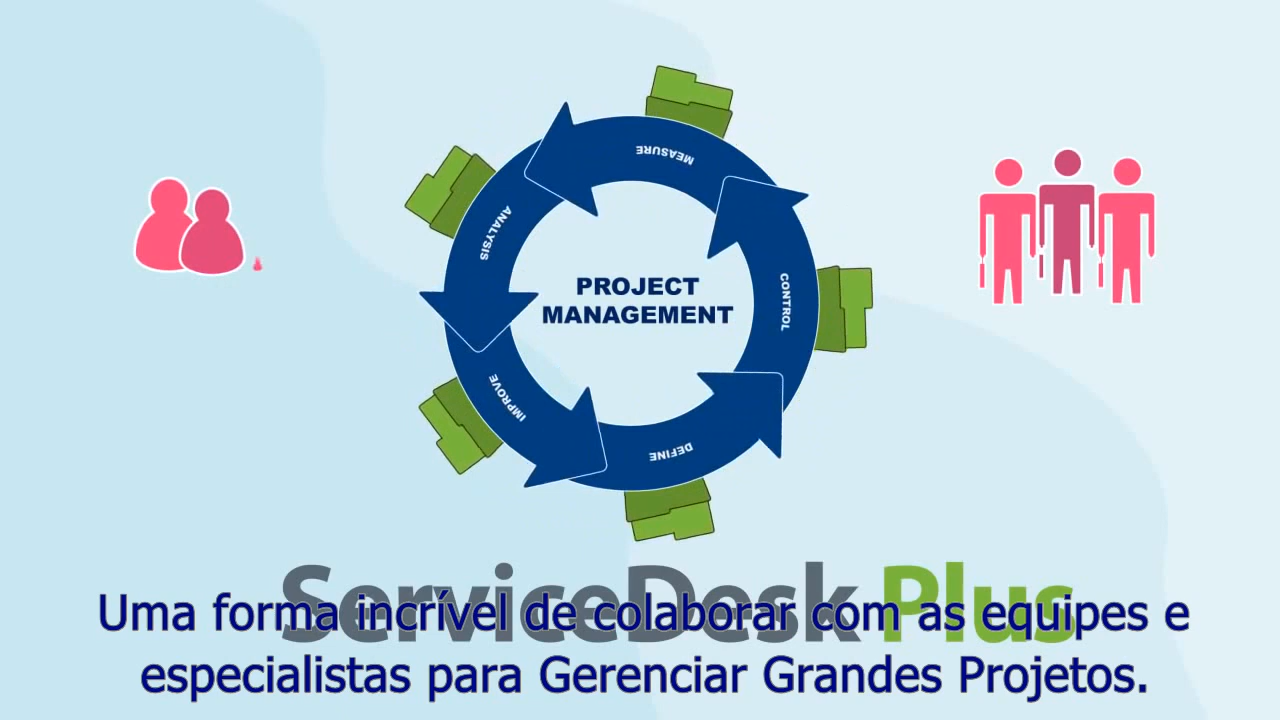 MEASURE
ANALYSIS
CONTROL
PROJECT
MANAGEMENT
IMPROVE
DEFINE
ServiceDesk Plus
Uma forma incrível de colaborar com as equipes e
especialistas para Gerenciar Grandes Projetos.